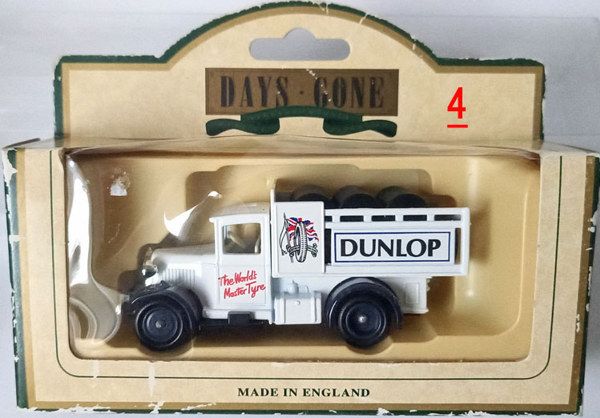 DAYS · GONE
4
DUNLOP
The World's
Master Tyre
MADE IN ENGLAND